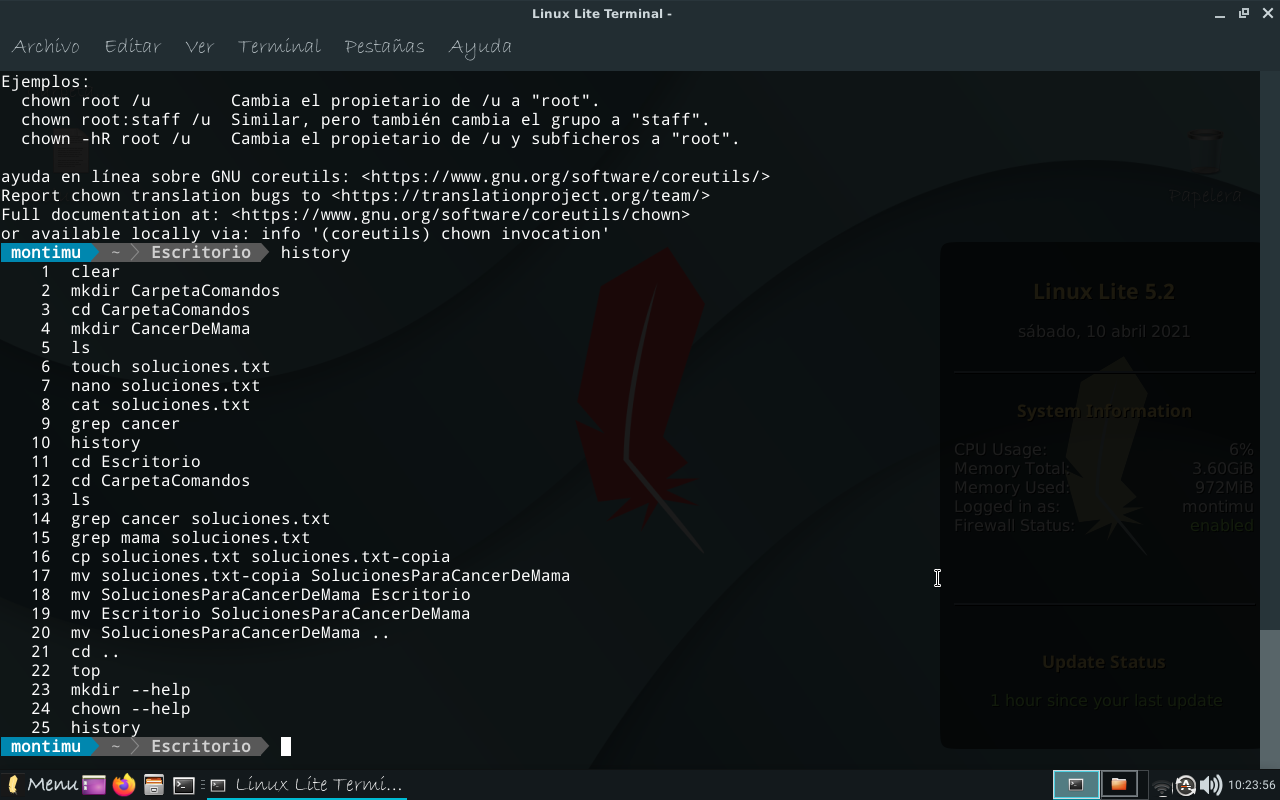 Linux Lite Terminal -
Archivo Editar Ver Terminal Pestañas Ayuda
Ejemplos:
chown root /u Cambia el propietario de /u a "root".
chown root:staff /u Similar, pero también cambia el grupo a "staff".
chown -hR root /u Cambia el propietario de /u y subficheros a "root".
ayuda en línea sobre GNU coreutils: <https://www.gnu.org/software/coreutils/>
Report chown translation bugs to <https://translationproject.org/team/>
Full documentation at: <https://www.gnu.org/software/coreutils/chown>
or available locally via: info '(coreutils) chown invocation'
montimu ~ Escritorio history
1 clear
2 mkdir CarpetaComandos
3 cd CarpetaComandos
4 mkdir CancerDeMama
5 ls
6 touch soluciones.txt
7 nano soluciones.txt
8 cat soluciones.txt
9 grep cancer
10 history
11 cd Escritorio
12 cd CarpetaComandos
13 ls
14 grep cancer soluciones.txt
15 grep mama soluciones.txt
16 cp soluciones.txt soluciones.txt-copia
17 mv soluciones.txt-copia SolucionesParaCancerDeMama
18 mv SolucionesParaCancerDeMama Escritorio
19 mv Escritorio SolucionesParaCancerDeMama
20 mv SolucionesParaCancerDeMama ..
21 cd ..
22 top
23 mkdir --help
24 chown --help
25 history
montimu ~ Escritorio
Papelera
Linux Lite 5.2
sábado, 10 abril 2021
System Information
CPU Usage: 6%
Memory Total: 3.60GiB
Memory Used: 972MiB
Logged in as: montimu
Firewall Status: enabled
Update Status
1 hour since your last update
Menu
Linux Lite Termi...
10:23:56